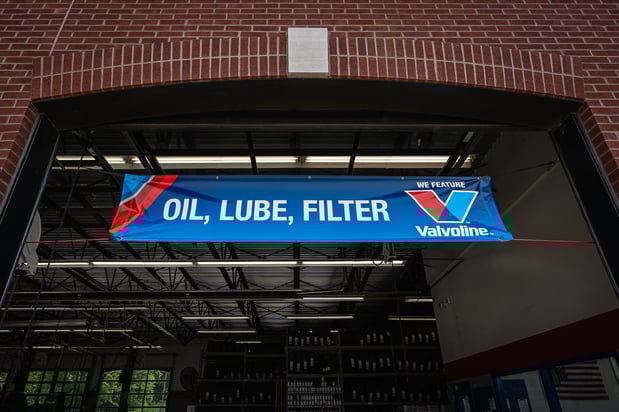 WE FEATURE
OIL, LUBE, FILTER
Valvoline